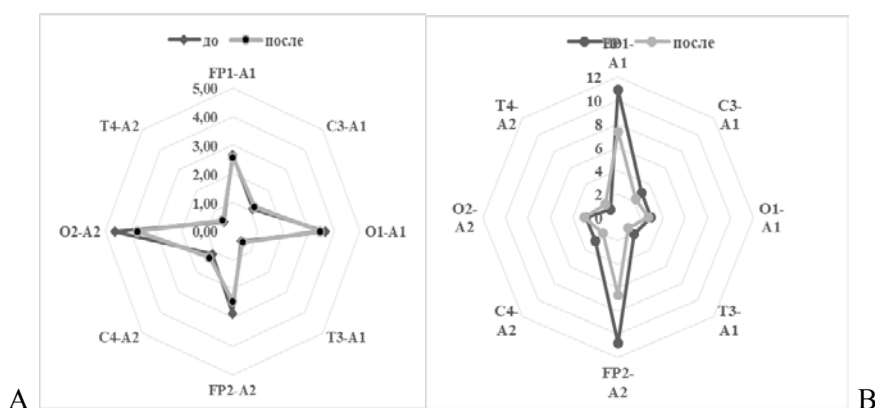 до после
FP1-A1
5,00
4,00
3,00
2,00
1,00
0,00
C3-A1
O1-A1
T3-A1
FP2-A2
C4-A2
O2-A2
T4-A2
A
после
FP1-
A1
12
10
8
6
4
2
0
C3-
A1
O1-
A1
T3-
A1
FP2-
A2
C4-
A2
O2-
A2
T4-
A2
B